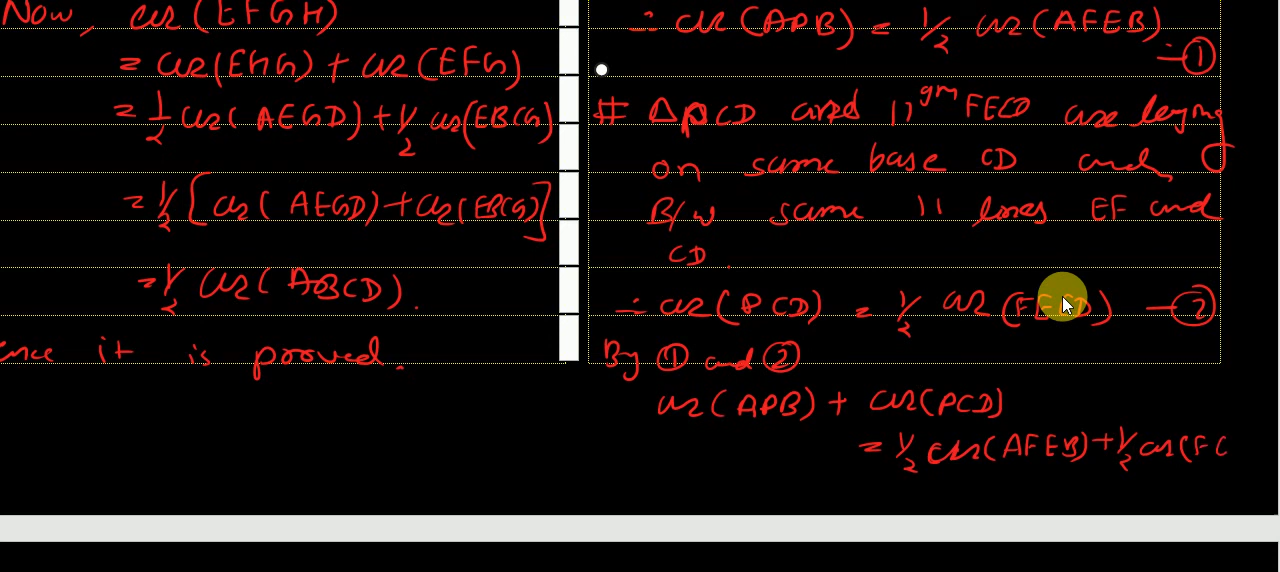 Now, ar(EFGH)
= ar(EHG) + ar(EFG)
= 1/2 ar(AEGD) + 1/2 ar(EBCG)
= 1/2 [ar(AEGD) + ar(EBCG)]
= 1/2 ar(ABCD).
ence it is proved.
∴ ar(APB) = 1/2 ar(AFEB) —①
# ΔPCD and ||gm FECD are lying
on same base CD and,
B/w same || lines EF and
CD.
∴ ar(PCD) = 1/2 ar(FECD) —②
By ① and ②
ar(APB) + ar(PCD)
= 1/2 ar(AFEB) + 1/2 ar(FC